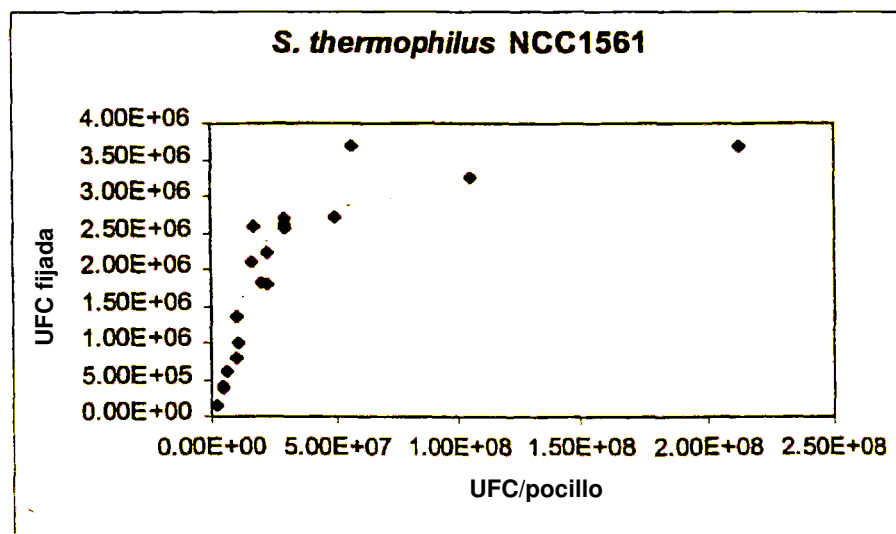 S. thermophilus NCC1561
4.00E+06
3.50E+06
3.00E+06
2.50E+06
2.00E+06
1.50E+06
1.00E+06
5.00E+05
0.00E+00
UFC fijada
0.00E+00 5.00E+07 1.00E+08 1.50E+08 2.00E+08 2.50E+08
UFC/pocillo